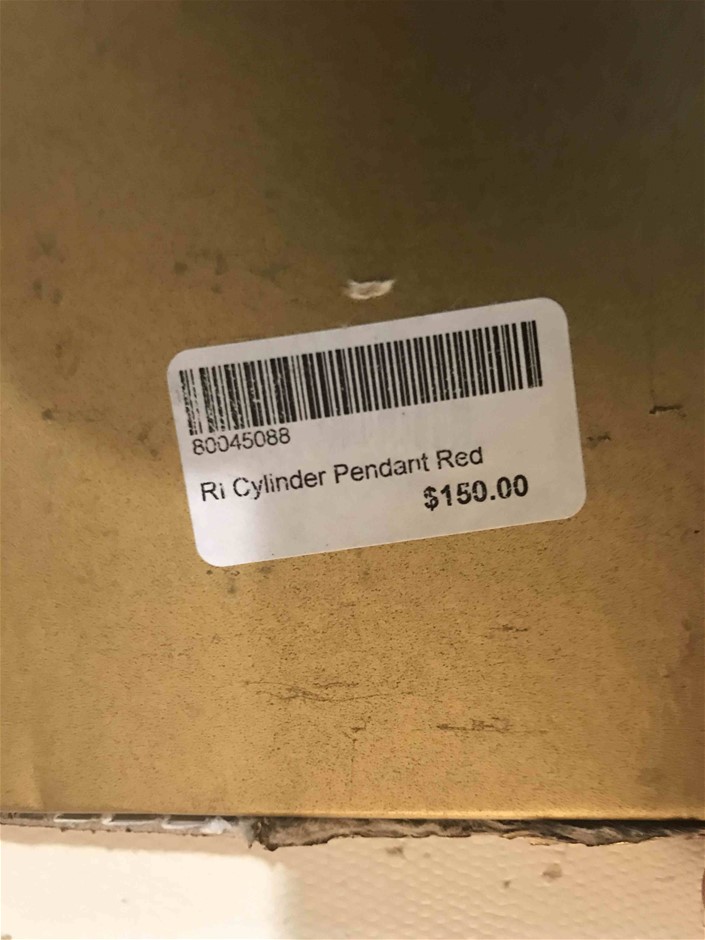 80045088
Ri Cylinder Pendant Red
$150.00